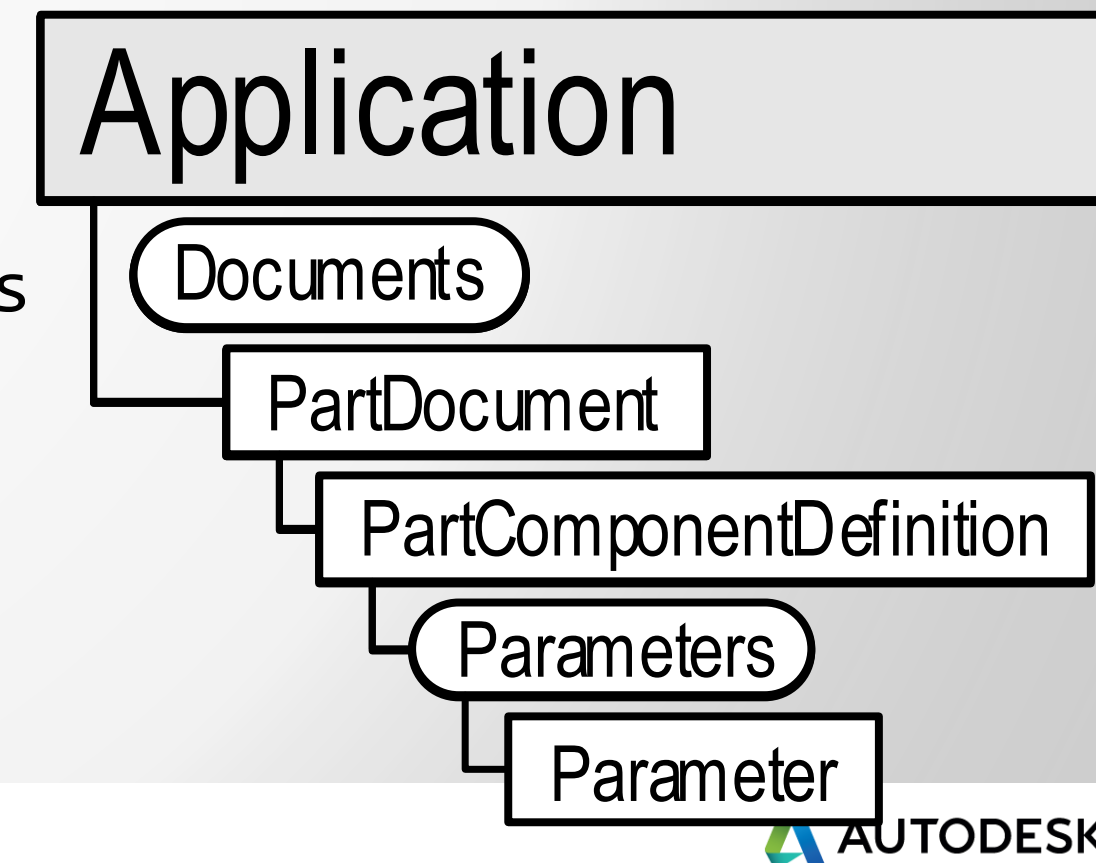 Application
s
Documents
PartDocument
PartComponentDefinition
Parameters
Parameter
AUTODESK